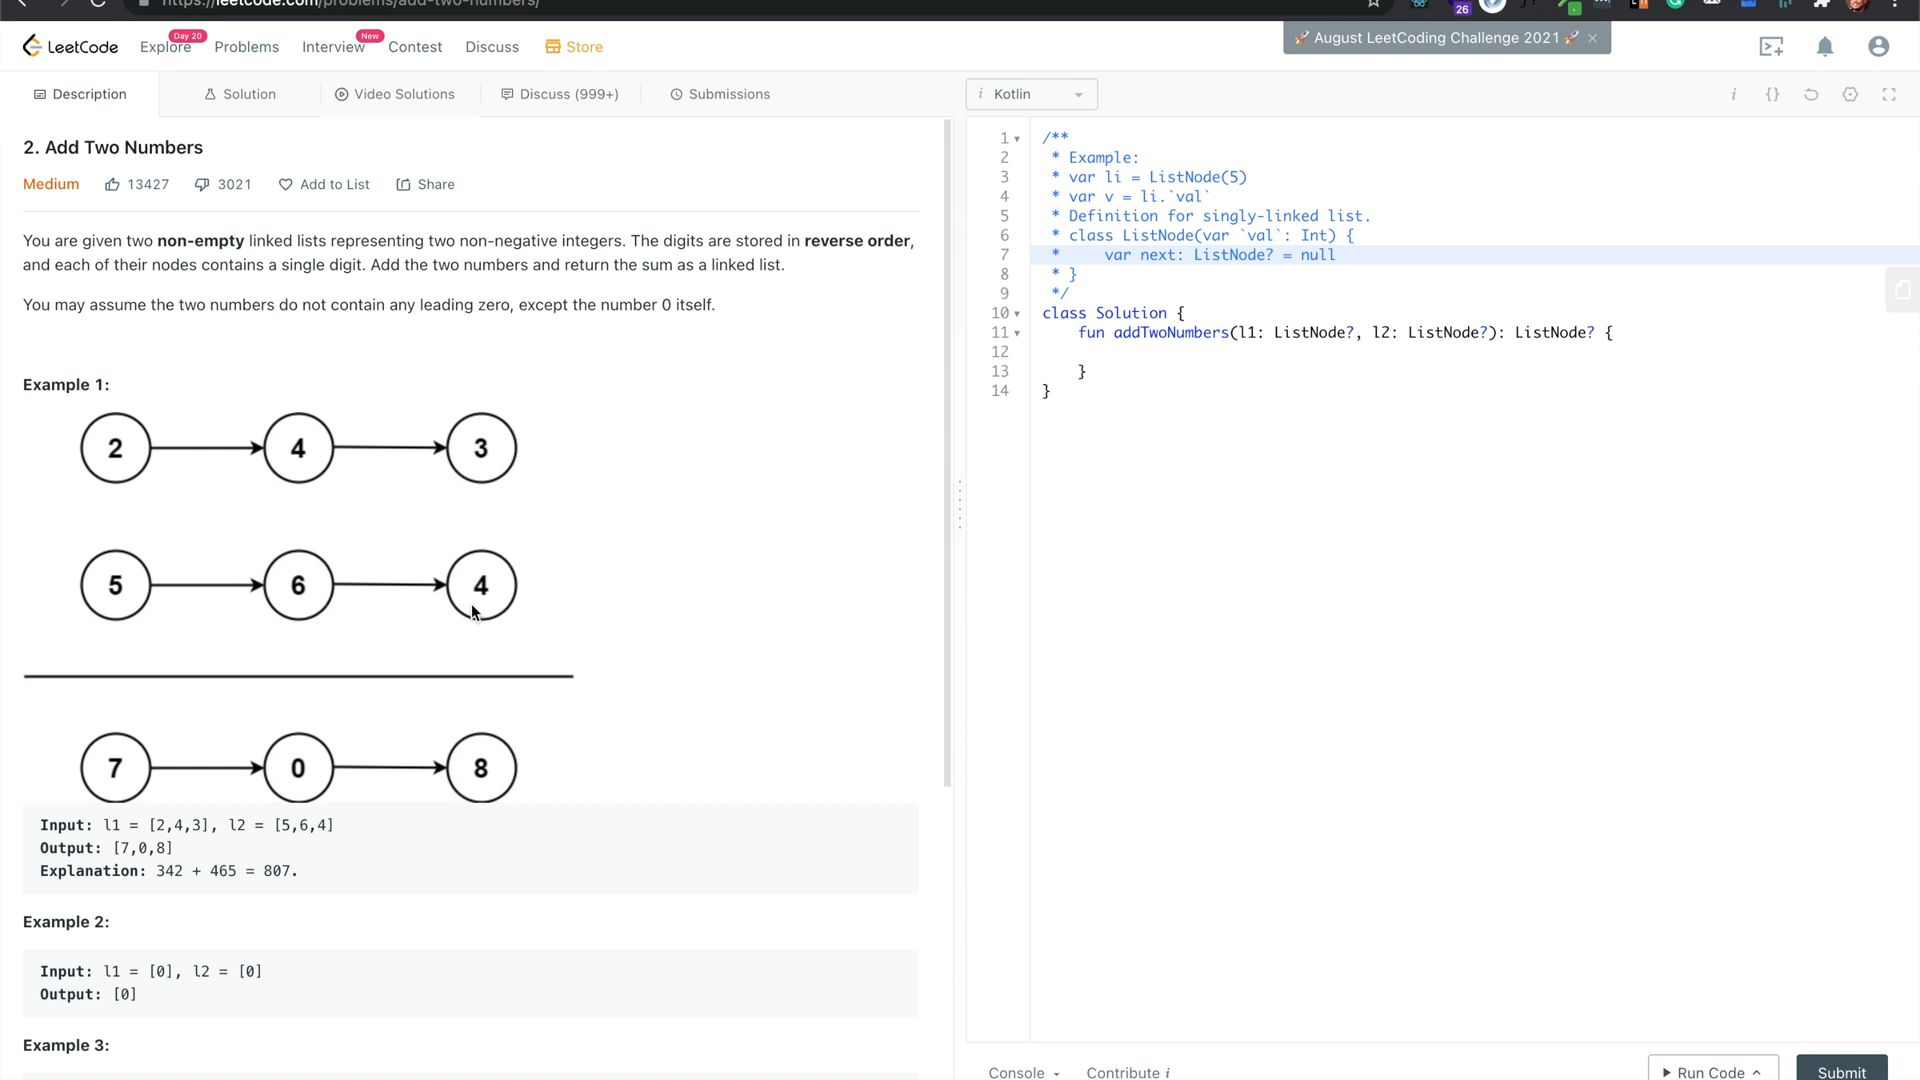 https://leetcode.com/problems/add-two-numbers/
26
LeetCode
Explore
Day 20
Problems
Interview
New
Contest
Discuss
Store
🚀 August LeetCoding Challenge 2021 🚀 ×
Description
Solution
Video Solutions
Discuss (999+)
Submissions
2. Add Two Numbers
Medium
13427
3021
Add to List
Share
You are given two non-empty linked lists representing two non-negative integers. The digits are stored in reverse order,
and each of their nodes contains a single digit. Add the two numbers and return the sum as a linked list.
You may assume the two numbers do not contain any leading zero, except the number 0 itself.
Example 1:
2 4 3
5 6 4
7 0 8
Input: l1 = [2,4,3], l2 = [5,6,4]
Output: [7,0,8]
Explanation: 342 + 465 = 807.
Example 2:
Input: l1 = [0], l2 = [0]
Output: [0]
Example 3:
i Kotlin
i {}
1 /**
2 * Example:
3 * var li = ListNode(5)
4 * var v = li.`val`
5 * Definition for singly-linked list.
6 * class ListNode(var `val`: Int) {
7 *     var next: ListNode? = null
8 * }
9 */
10 class Solution {
11     fun addTwoNumbers(l1: ListNode?, l2: ListNode?): ListNode? {
12
13     }
14 }
Console
Contribute i
Run Code
Submit